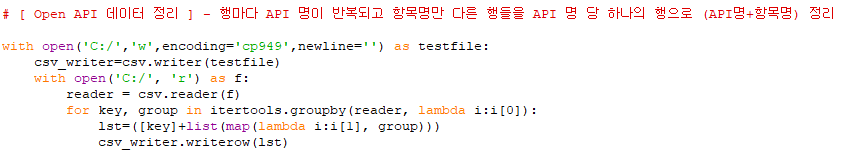 # [ Open API 데이터 정리 ] - 행마다 API 명이 반복되고 항목명만 다른 행들을 API 명 당 하나의 행으로 (API명+항목명) 정리
with open('C:/','w',encoding='cp949',newline='') as testfile:
    csv_writer=csv.writer(testfile)
    with open('C:/', 'r') as f:
        reader = csv.reader(f)
        for key, group in itertools.groupby(reader, lambda i:i[0]):
            lst=([key]+list(map(lambda i:i[1], group)))
            csv_writer.writerow(lst)